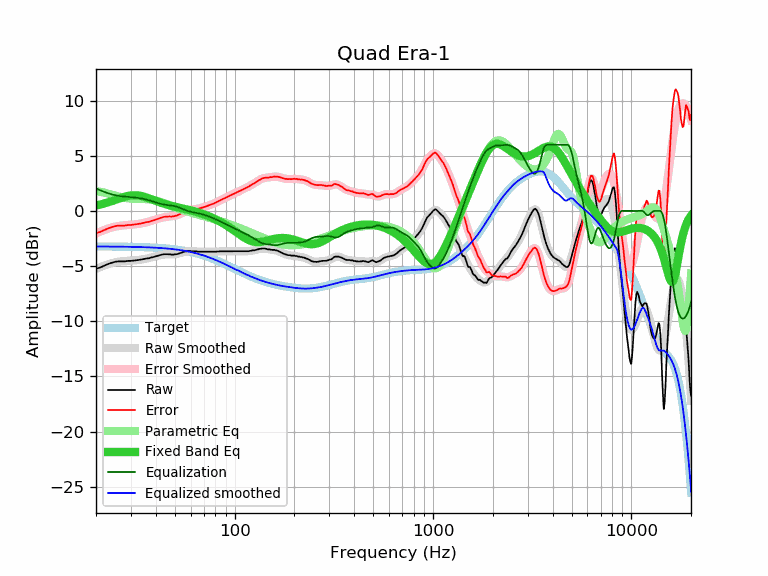 Quad Era-1
10
5
0
−5
−10
−15
−20
−25
Amplitude (dBr)
Target
Raw Smoothed
Error Smoothed
Raw
Error
Parametric Eq
Fixed Band Eq
Equalization
Equalized smoothed
100
1000
10000
Frequency (Hz)